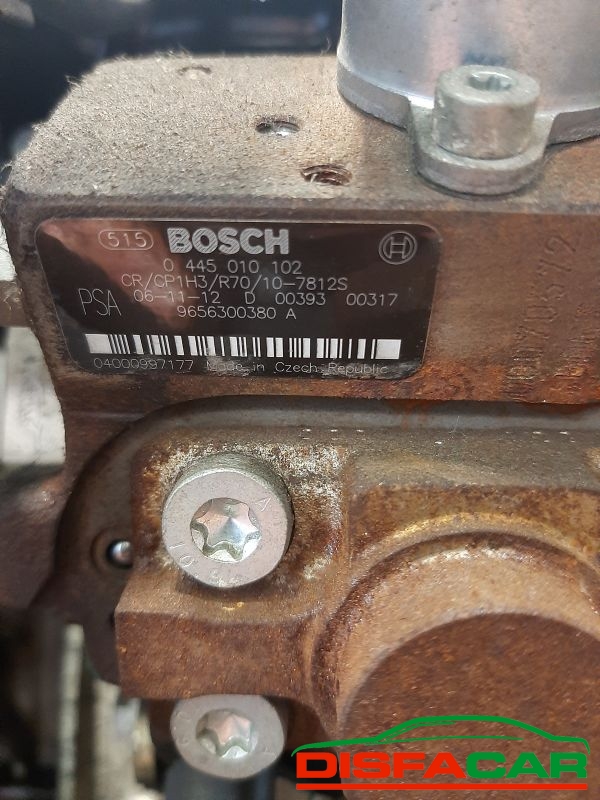 515 BOSCH
0 445 010 102
CR/CP1H3/R70/10-7812S
PSA 06-11-12 D 00393 00317
9656300380 A
04000997177 Made in Czech Republic
DISFACAR